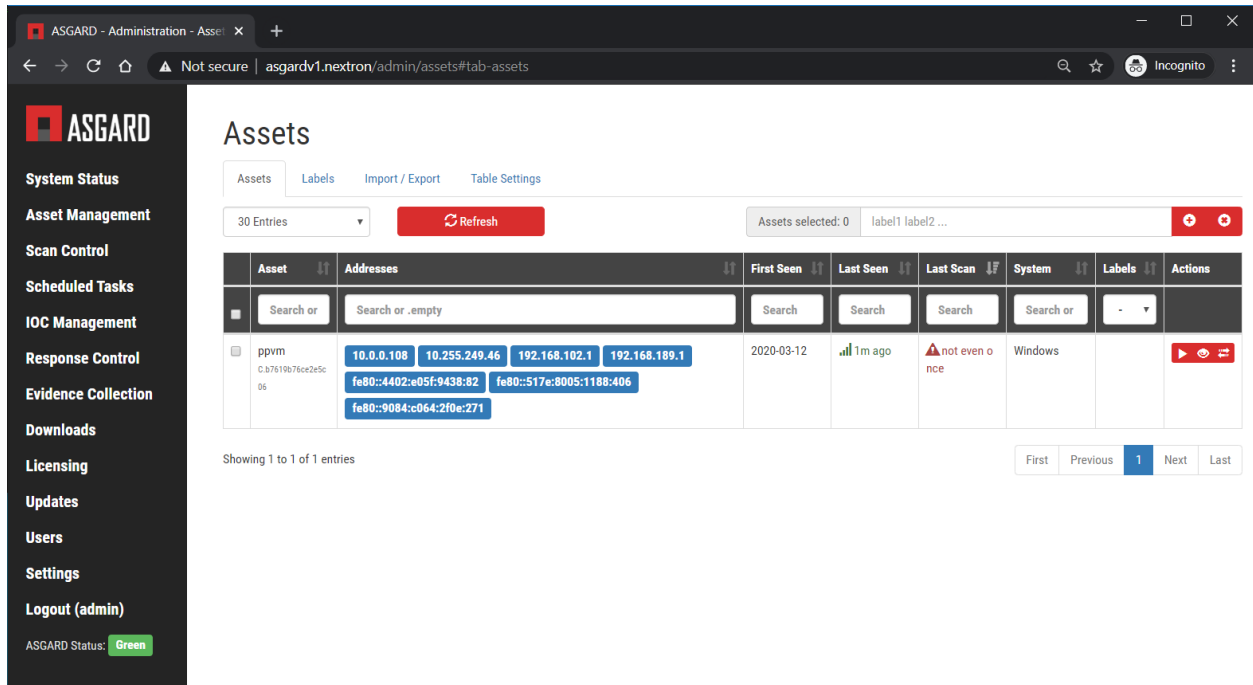 ASGARD - Administration - Asset
Not secure | asgardv1.nextron/admin/assets#tab-assets
Incognito
ASGARD
System Status
Asset Management
Scan Control
Scheduled Tasks
IOC Management
Response Control
Evidence Collection
Downloads
Licensing
Updates
Users
Settings
Logout (admin)
ASGARD Status: Green
Assets
Assets Labels Import / Export Table Settings
30 Entries Refresh Assets selected: 0 label1 label2 ...
Asset Addresses First Seen Last Seen Last Scan System Labels Actions
Search or Search or .empty Search Search Search Search or -
ppvm 10.0.0.108 10.255.249.46 192.168.102.1 192.168.189.1 2020-03-12 1m ago not even o Windows
C.b7619b76ce2e5c nce
06 fe80::4402:e05f:9438:82 fe80::517e:8005:1188:406
fe80::9084:c064:2f0e:271
Showing 1 to 1 of 1 entries
First Previous 1 Next Last